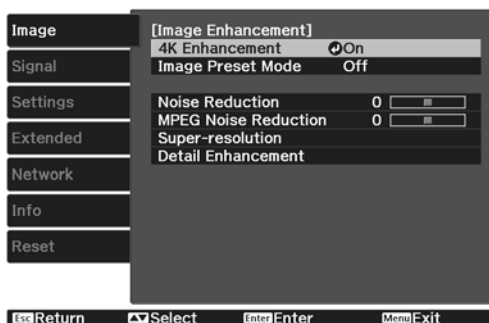 Image
Signal
Settings
Extended
Network
Info
Reset
[Image Enhancement]
4K Enhancement On
Image Preset Mode Off
Noise Reduction 0
MPEG Noise Reduction 0
Super-resolution
Detail Enhancement
Esc Return Select Enter Enter Menu Exit